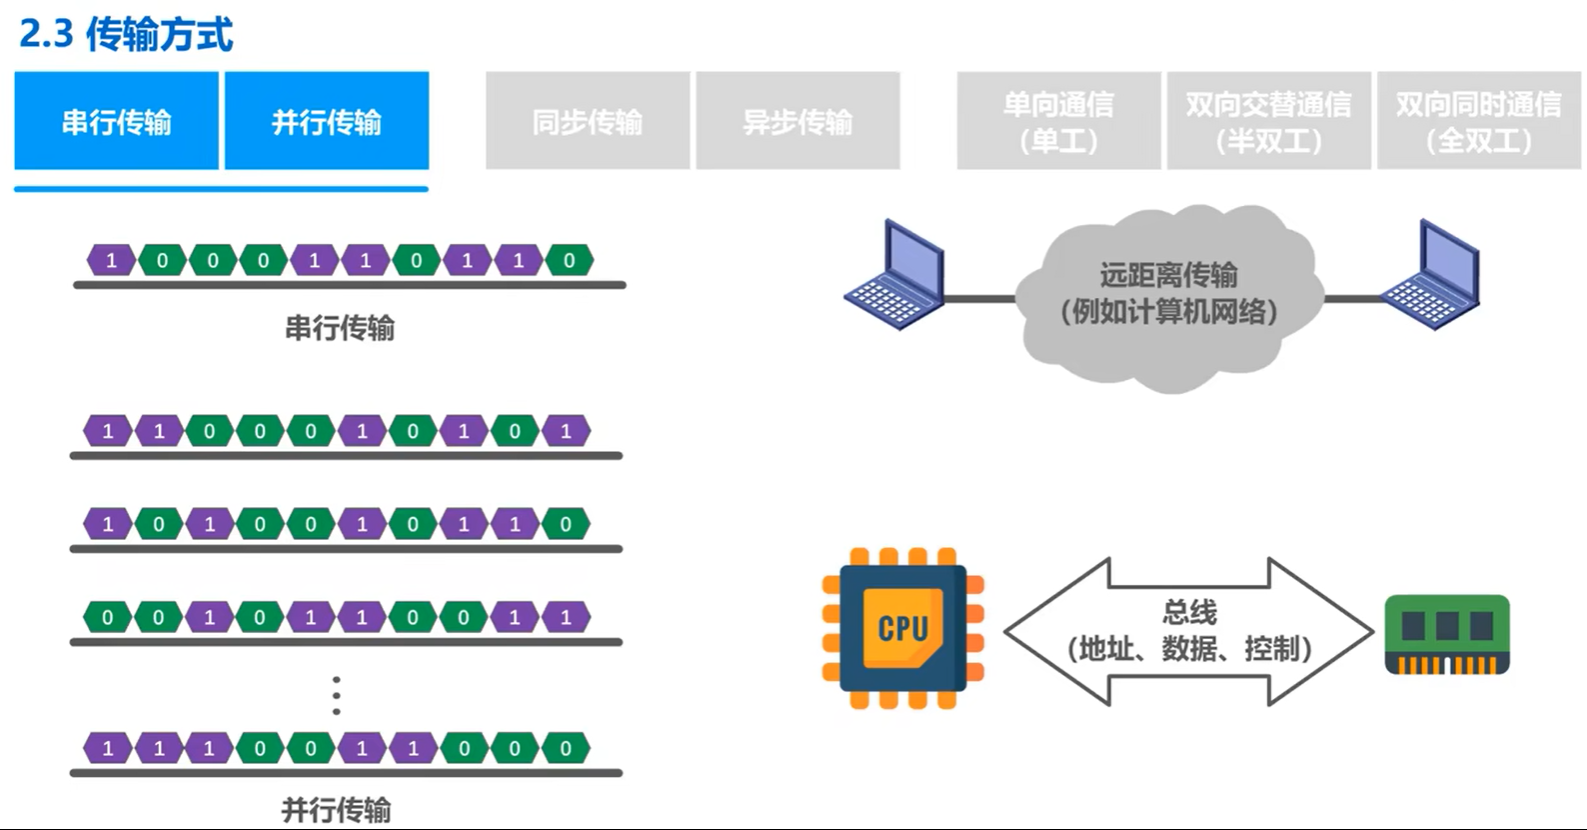 2.3 传输方式
串行传输
并行传输
同步传输
异步传输
单向通信
（单工）
双向交替通信
（半双工）
双向同时通信
（全双工）
1 0 0 0 1 1 0 1 1 0
串行传输
远距离传输
（例如计算机网络）
1 1 0 0 0 1 0 1 0 1
1 0 1 0 0 1 0 1 1 0
0 0 1 0 1 1 0 0 1 1
1 1 1 0 0 1 1 0 0 0
并行传输
CPU
总线
（地址、数据、控制）